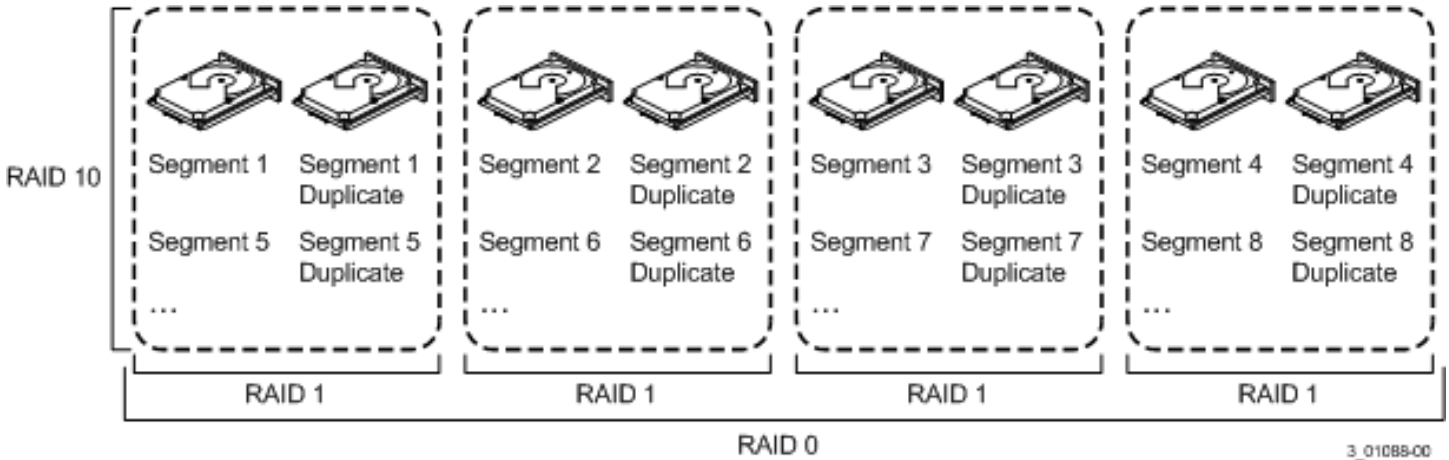 RAID 10
Segment 1
Segment 1
Duplicate
Segment 5
Segment 5
Duplicate
...
Segment 2
Segment 2
Duplicate
Segment 6
Segment 6
Duplicate
...
Segment 3
Segment 3
Duplicate
Segment 7
Segment 7
Duplicate
...
Segment 4
Segment 4
Duplicate
Segment 8
Segment 8
Duplicate
...
RAID 1
RAID 1
RAID 1
RAID 1
RAID 0
3_01088-00